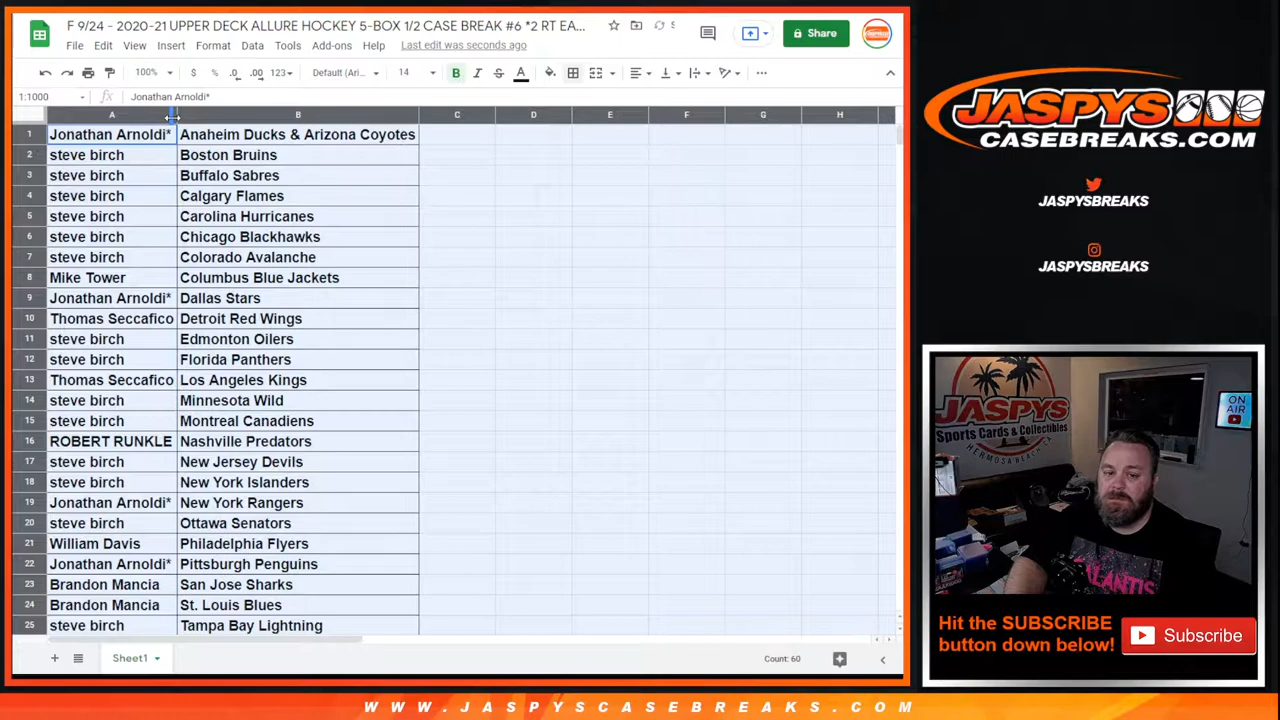 F 9/24 - 2020-21 UPPER DECK ALLURE HOCKEY 5-BOX 1/2 CASE BREAK #6 *2 RT EA...
S
File Edit View Insert Format Data Tools Add-ons Help Last edit was seconds ago
Share
100% $ % .0 .00 123 Default (Ari... 14 B I S A
1:1000 fx Jonathan Arnoldi*
A B C D E F G H
1 Jonathan Arnoldi* Anaheim Ducks & Arizona Coyotes
2 steve birch Boston Bruins
3 steve birch Buffalo Sabres
4 steve birch Calgary Flames
5 steve birch Carolina Hurricanes
6 steve birch Chicago Blackhawks
7 steve birch Colorado Avalanche
8 Mike Tower Columbus Blue Jackets
9 Jonathan Arnoldi* Dallas Stars
10 Thomas Seccafico Detroit Red Wings
11 steve birch Edmonton Oilers
12 steve birch Florida Panthers
13 Thomas Seccafico Los Angeles Kings
14 steve birch Minnesota Wild
15 steve birch Montreal Canadiens
16 ROBERT RUNKLE Nashville Predators
17 steve birch New Jersey Devils
18 steve birch New York Islanders
19 Jonathan Arnoldi* New York Rangers
20 steve birch Ottawa Senators
21 William Davis Philadelphia Flyers
22 Jonathan Arnoldi* Pittsburgh Penguins
23 Brandon Mancia San Jose Sharks
24 Brandon Mancia St. Louis Blues
25 steve birch Tampa Bay Lightning
Sheet1
Count: 60
JASPYS
CASEBREAKS.COM
JASPYSBREAKS
JASPYSBREAKS
JASPYS
Sports Cards & Collectibles
HERMOSA BEACH, CA
ON
AIR
Hit the SUBSCRIBE
button down below!
Subscribe
WWW.JASPYSCASEBREAKS.COM